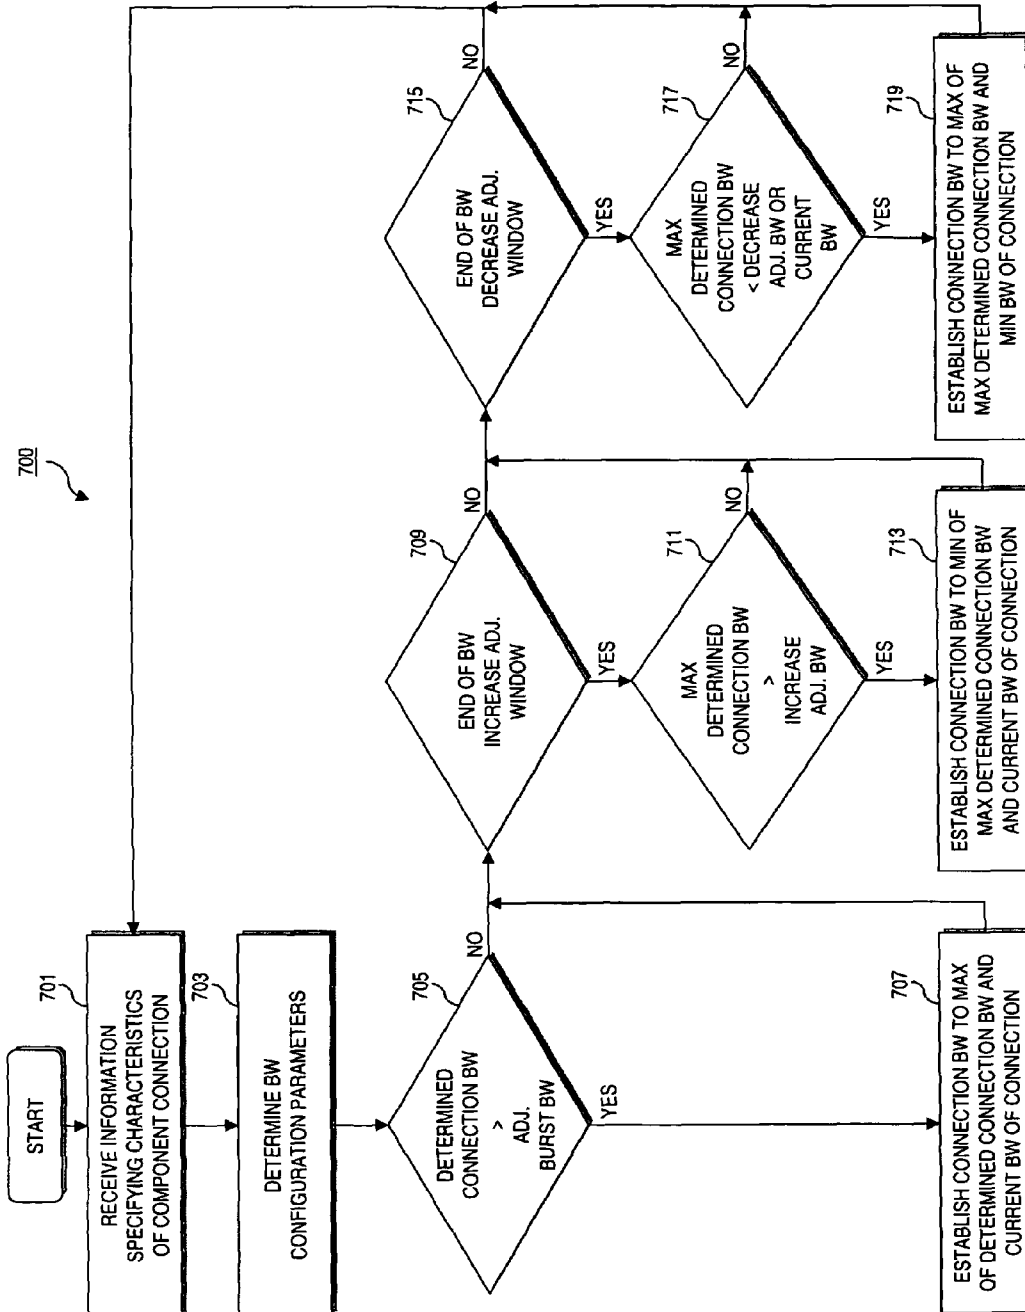 700
START
701
RECEIVE INFORMATION
SPECIFYING CHARACTERISTICS
OF COMPONENT CONNECTION
703
DETERMINE BW
CONFIGURATION PARAMETERS
705
DETERMINED
CONNECTION BW
>
ADJ.
BURST BW
NO
YES
707
ESTABLISH CONNECTION BW TO MAX
OF DETERMINED CONNECTION BW AND
CURRENT BW OF CONNECTION
709
END OF BW
INCREASE ADJ.
WINDOW
NO
YES
711
MAX
DETERMINED
CONNECTION BW
>
INCREASE
ADJ. BW
NO
YES
713
ESTABLISH CONNECTION BW TO MIN OF
MAX DETERMINED CONNECTION BW
AND CURRENT BW OF CONNECTION
715
END OF BW
DECREASE ADJ.
WINDOW
NO
YES
717
MAX
DETERMINED
CONNECTION BW
< DECREASE
ADJ. BW OR
CURRENT
BW
NO
YES
719
ESTABLISH CONNECTION BW TO MAX OF
MAX DETERMINED CONNECTION BW AND
MIN BW OF CONNECTION